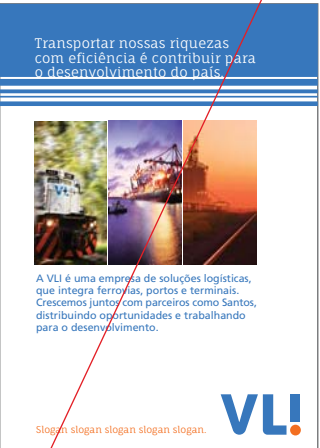 Transportar nossas riquezas
com eficiência é contribuir para
o desenvolvimento do país.
VLI
A VLI é uma empresa de soluções logísticas,
que integra ferrovias, portos e terminais.
Crescemos juntos com parceiros como Santos,
distribuindo oportunidades e trabalhando
para o desenvolvimento.
Slogan slogan slogan slogan slogan.
VL!